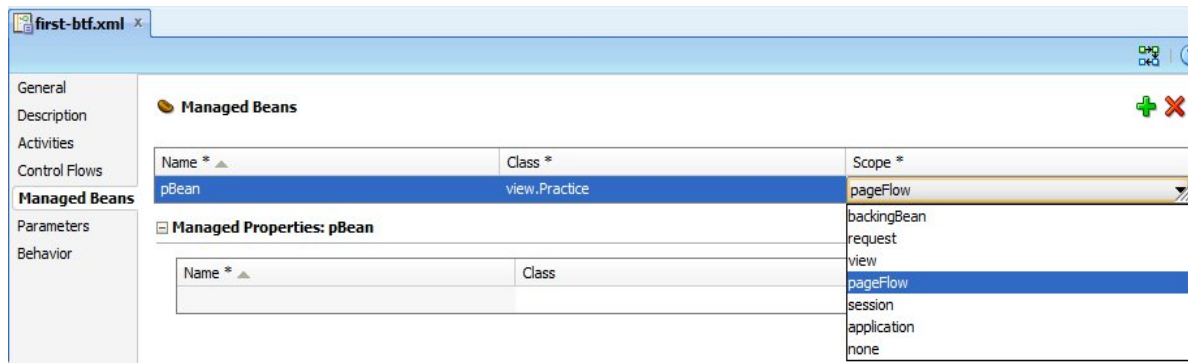 first-btf.xml x
General
Description
Activities
Control Flows
Managed Beans
Parameters
Behavior
Managed Beans
Name * Class * Scope *
pBean view.Practice pageFlow
backingBean
request
view
pageFlow
session
application
none
Managed Properties: pBean
Name * Class